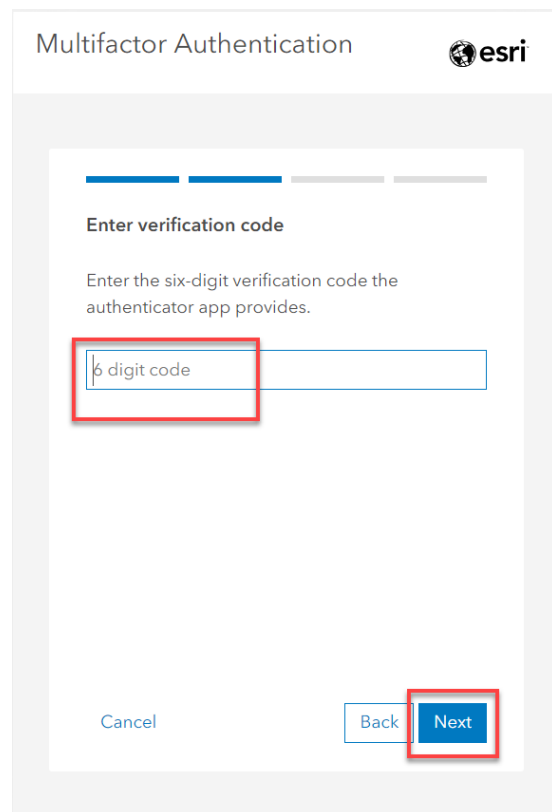 Multifactor Authentication
esri
Enter verification code
Enter the six-digit verification code the
authenticator app provides.
6 digit code
Cancel
Back
Next